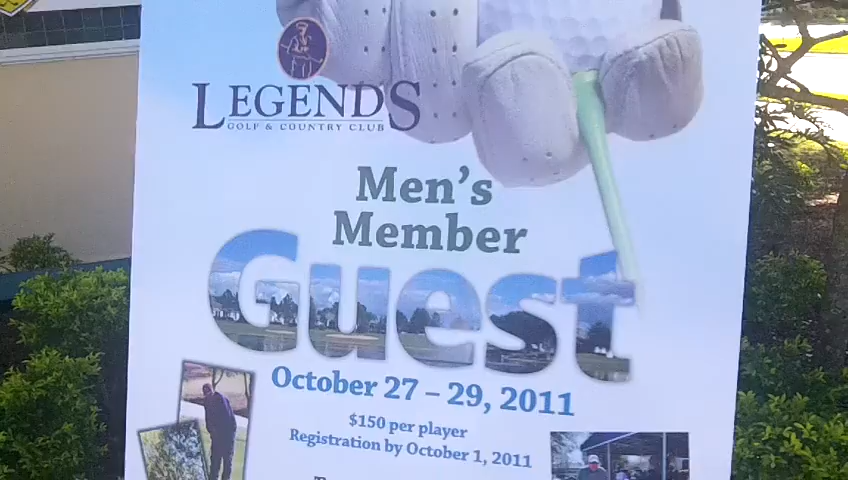 LEGENDS
GOLF & COUNTRY CLUB
Men's
Member
Guest
October 27 – 29, 2011
$150 per player
Registration by October 1, 2011